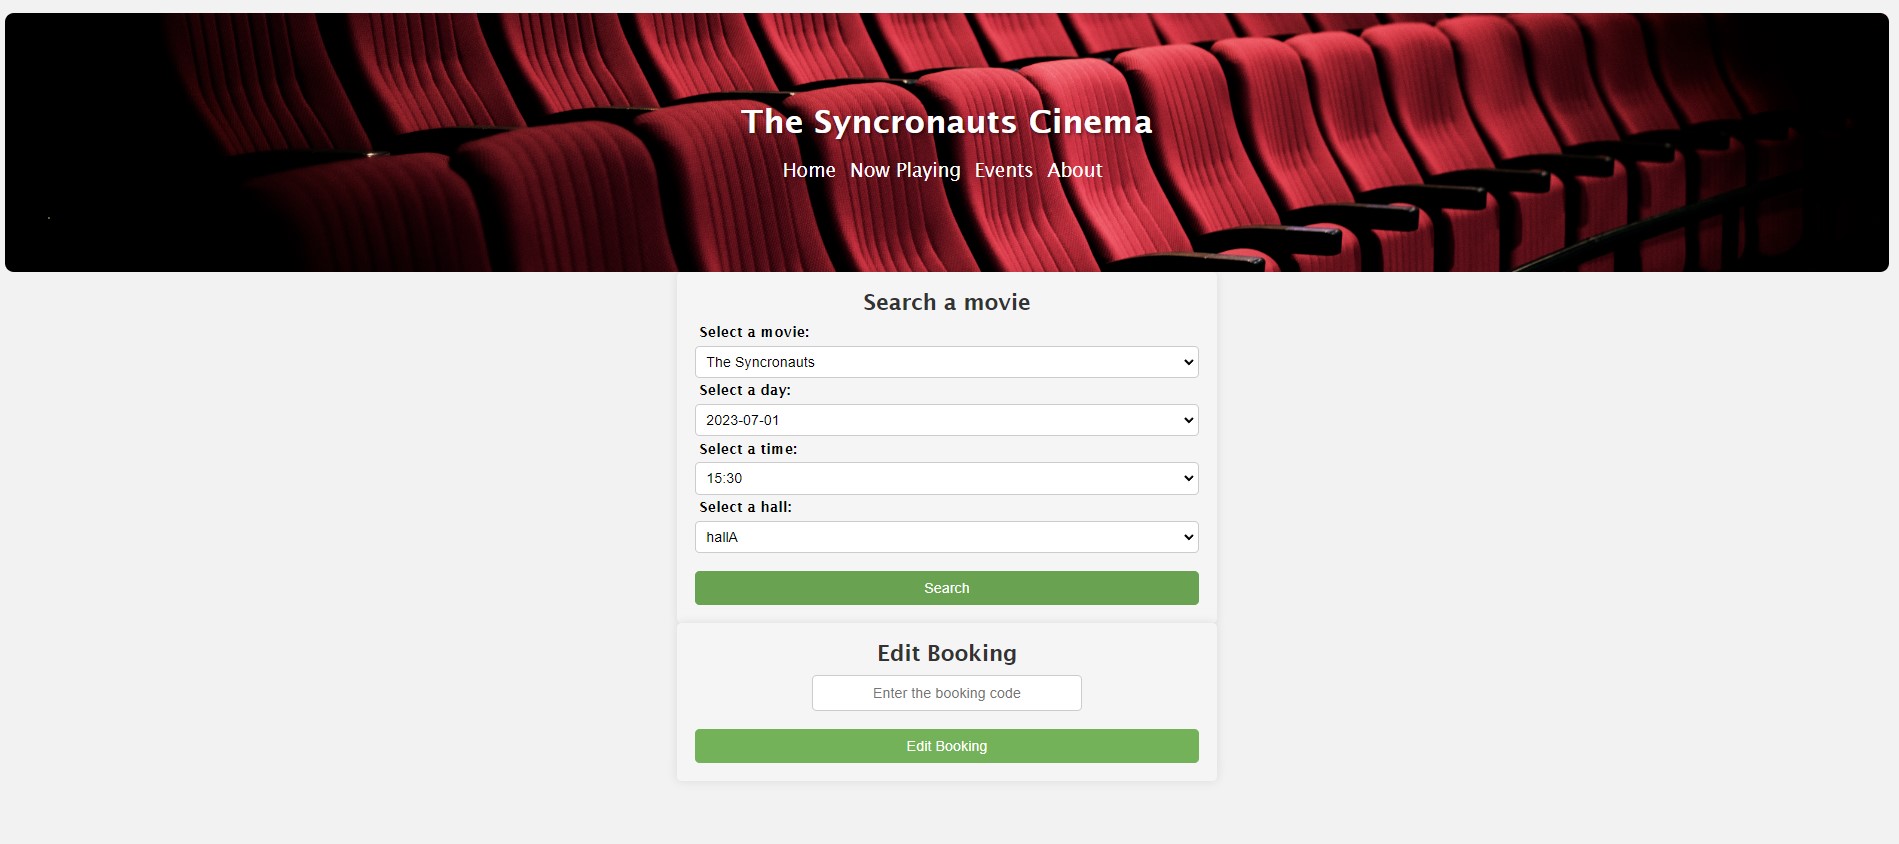 The Syncronauts Cinema
Home Now Playing Events About
Search a movie
Select a movie:
The Syncronauts
Select a day:
2023-07-01
Select a time:
15:30
Select a hall:
hallA
Search
Edit Booking
Enter the booking code
Edit Booking